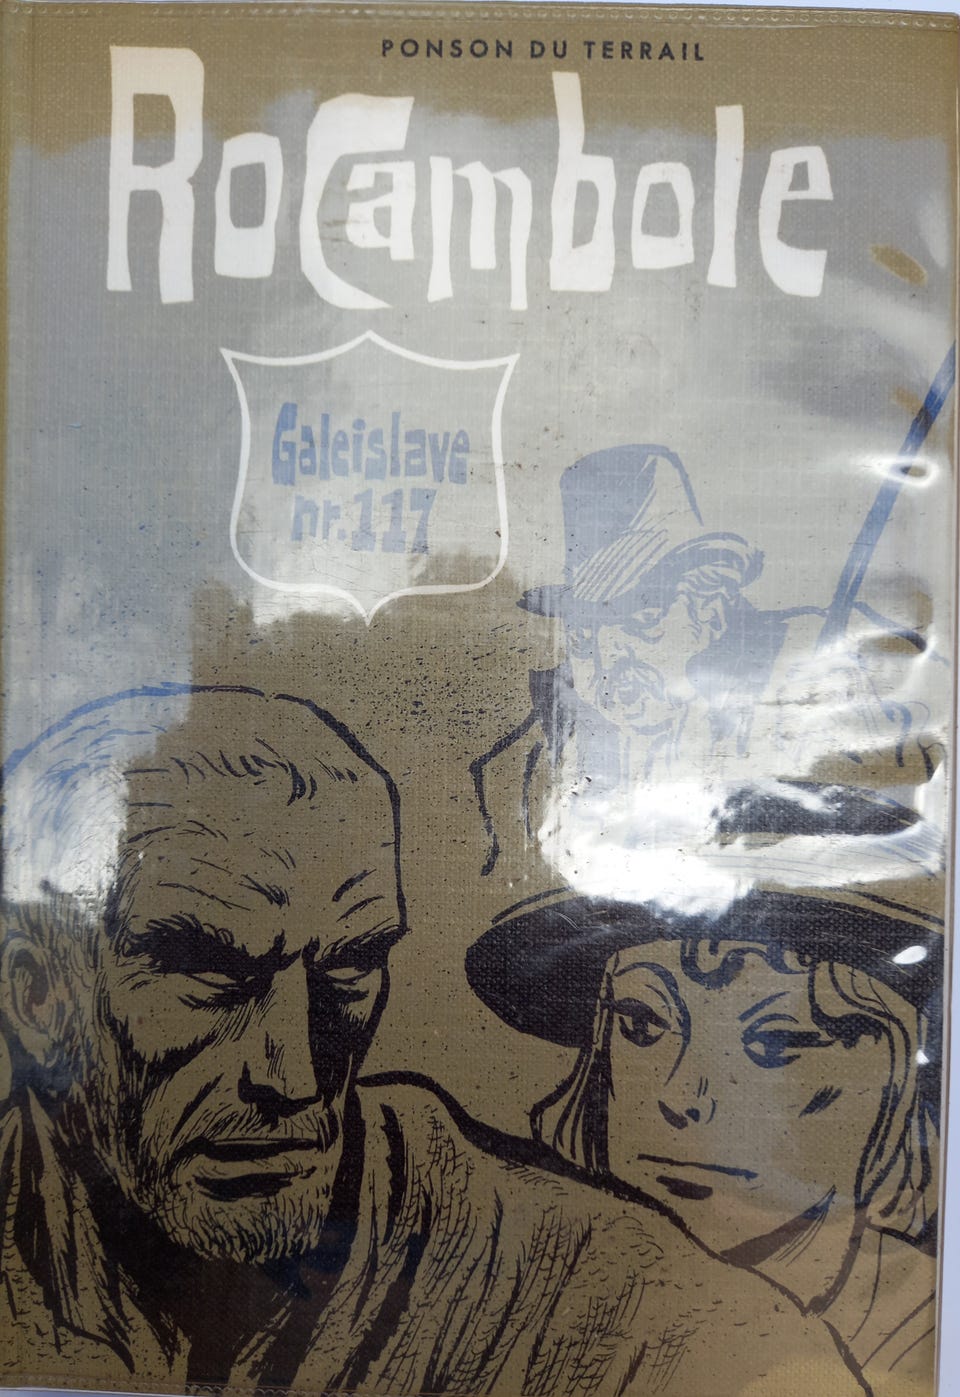 PONSON DU TERRAIL
Rocambole
Galeislave
nr.117